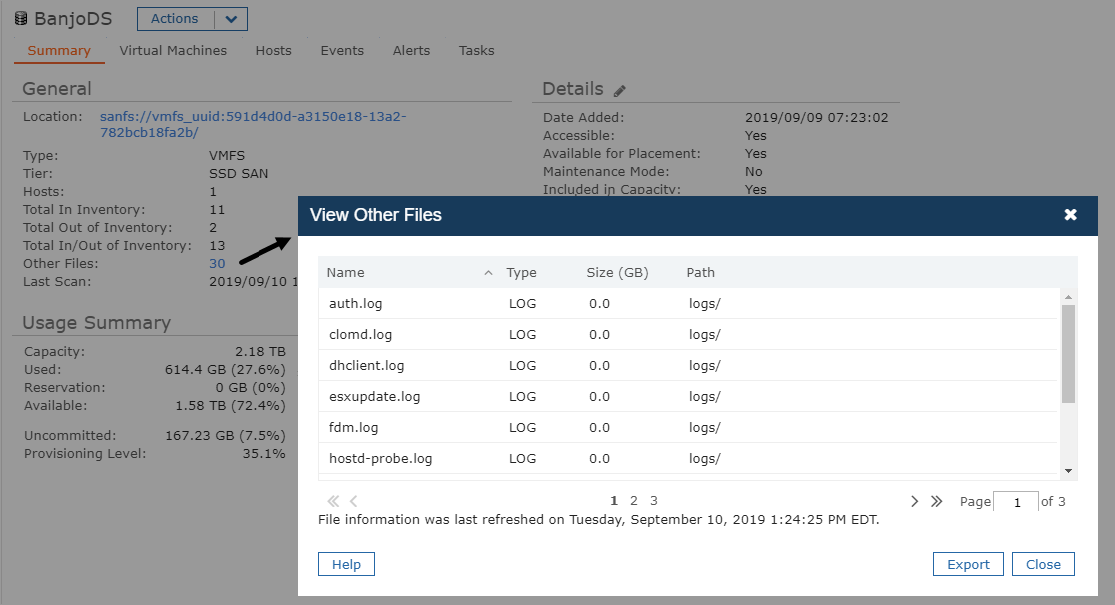 BanjoDS Actions
Summary Virtual Machines Hosts Events Alerts Tasks
General
Location: sanfs://vmfs_uuid:591d4d0d-a3150e18-13a2-
782bcb18fa2b/
Type: VMFS
Tier: SSD SAN
Hosts: 1
Total In Inventory: 11
Total Out of Inventory: 2
Total In/Out of Inventory: 13
Other Files: 30
Last Scan: 2019/09/10 1
Usage Summary
Capacity: 2.18 TB
Used: 614.4 GB (27.6%)
Reservation: 0 GB (0%)
Available: 1.58 TB (72.4%)
Uncommitted: 167.23 GB (7.5%)
Provisioning Level: 35.1%
Details
Date Added: 2019/09/09 07:23:02
Accessible: Yes
Available for Placement: Yes
Maintenance Mode: No
Included in Capacity: Yes
View Other Files
Name Type Size (GB) Path
auth.log LOG 0.0 logs/
clomd.log LOG 0.0 logs/
dhclient.log LOG 0.0 logs/
esxupdate.log LOG 0.0 logs/
fdm.log LOG 0.0 logs/
hostd-probe.log LOG 0.0 logs/
1 2 3 Page 1 of 3
File information was last refreshed on Tuesday, September 10, 2019 1:24:25 PM EDT.
Help Export Close